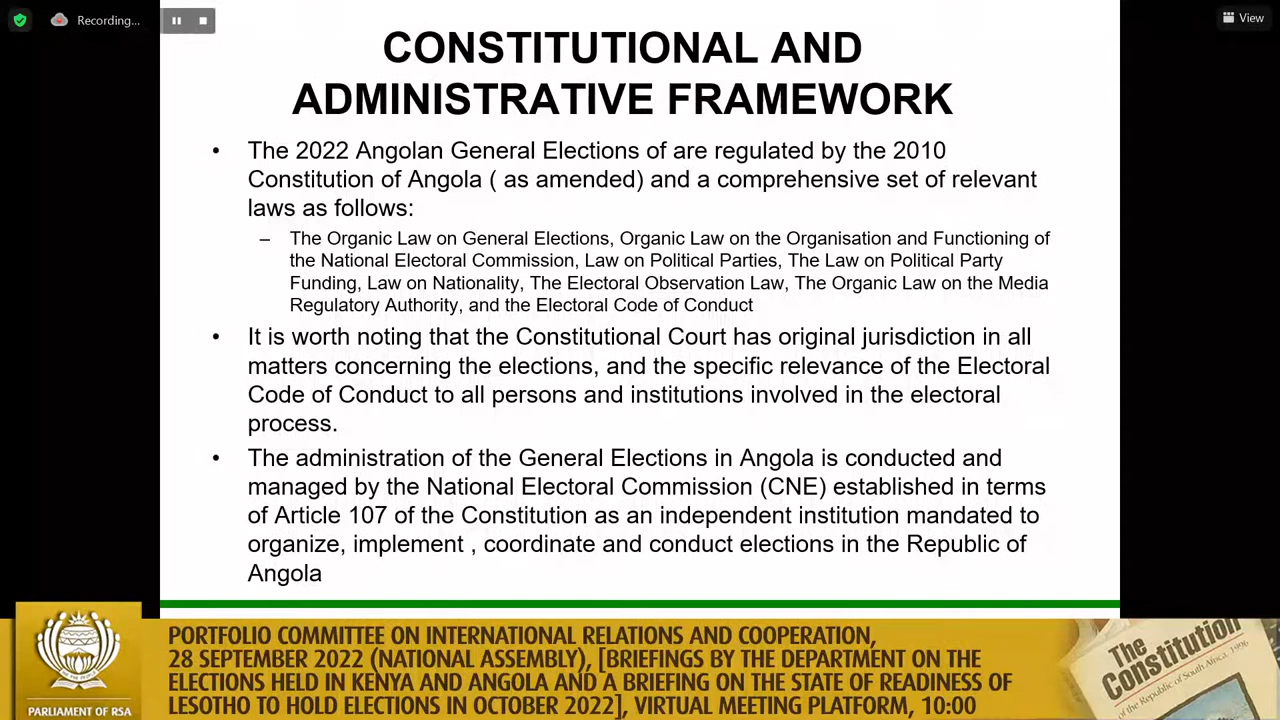 Recording...
View
CONSTITUTIONAL AND
ADMINISTRATIVE FRAMEWORK
• The 2022 Angolan General Elections of are regulated by the 2010
Constitution of Angola ( as amended) and a comprehensive set of relevant
laws as follows:
– The Organic Law on General Elections, Organic Law on the Organisation and Functioning of
the National Electoral Commission, Law on Political Parties, The Law on Political Party
Funding, Law on Nationality, The Electoral Observation Law, The Organic Law on the Media
Regulatory Authority, and the Electoral Code of Conduct
• It is worth noting that the Constitutional Court has original jurisdiction in all
matters concerning the elections, and the specific relevance of the Electoral
Code of Conduct to all persons and institutions involved in the electoral
process.
• The administration of the General Elections in Angola is conducted and
managed by the National Electoral Commission (CNE) established in terms
of Article 107 of the Constitution as an independent institution mandated to
organize, implement , coordinate and conduct elections in the Republic of
Angola
PARLIAMENT OF RSA
PORTFOLIO COMMITTEE ON INTERNATIONAL RELATIONS AND COOPERATION,
28 SEPTEMBER 2022 (NATIONAL ASSEMBLY), [BRIEFINGS BY THE DEPARTMENT ON THE
ELECTIONS HELD IN KENYA AND ANGOLA AND A BRIEFING ON THE STATE OF READINESS OF
LESOTHO TO HOLD ELECTIONS IN OCTOBER 2022], VIRTUAL MEETING PLATFORM, 10:00
The
Constitution
of the Republic of South Africa, 1996